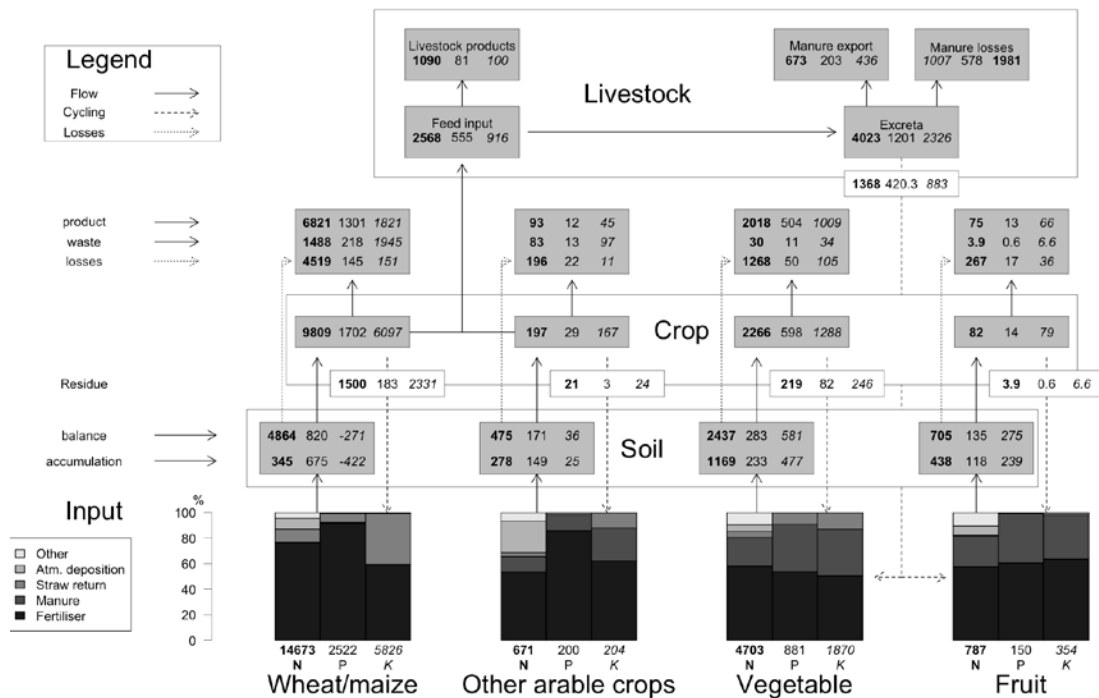 Legend
Flow
Cycling
Losses
Livestock products
1090 81 100
Manure export
673 203 436
Manure losses
1007 578 1981
Livestock
Feed input
2568 555 916
Excreta
4023 1201 2326
1368 420.3 883
product
waste
losses
6821 1301 1821
1488 218 1945
4519 145 151
93 12 45
83 13 97
196 22 11
2018 504 1009
30 11 34
1268 50 105
75 13 66
3.9 0.6 6.6
267 17 36
9809 1702 6097
197 29 167
Crop
2266 598 1288
82 14 79
Residue
1500 183 2331
21 3 24
219 82 246
3.9 0.6 6.6
balance
accumulation
4864 820 -271
345 675 -422
475 171 36
278 149 25
Soil
2437 283 581
1169 233 477
705 135 275
438 118 239
Input
Other
Atm. deposition
Straw return
Manure
Fertiliser
%
100
80
60
40
20
0
14673 2522 5826
N P K
Wheat/maize
671 200 204
N P K
Other arable crops
4703 881 1870
N P K
Vegetable
787 150 354
N P K
Fruit